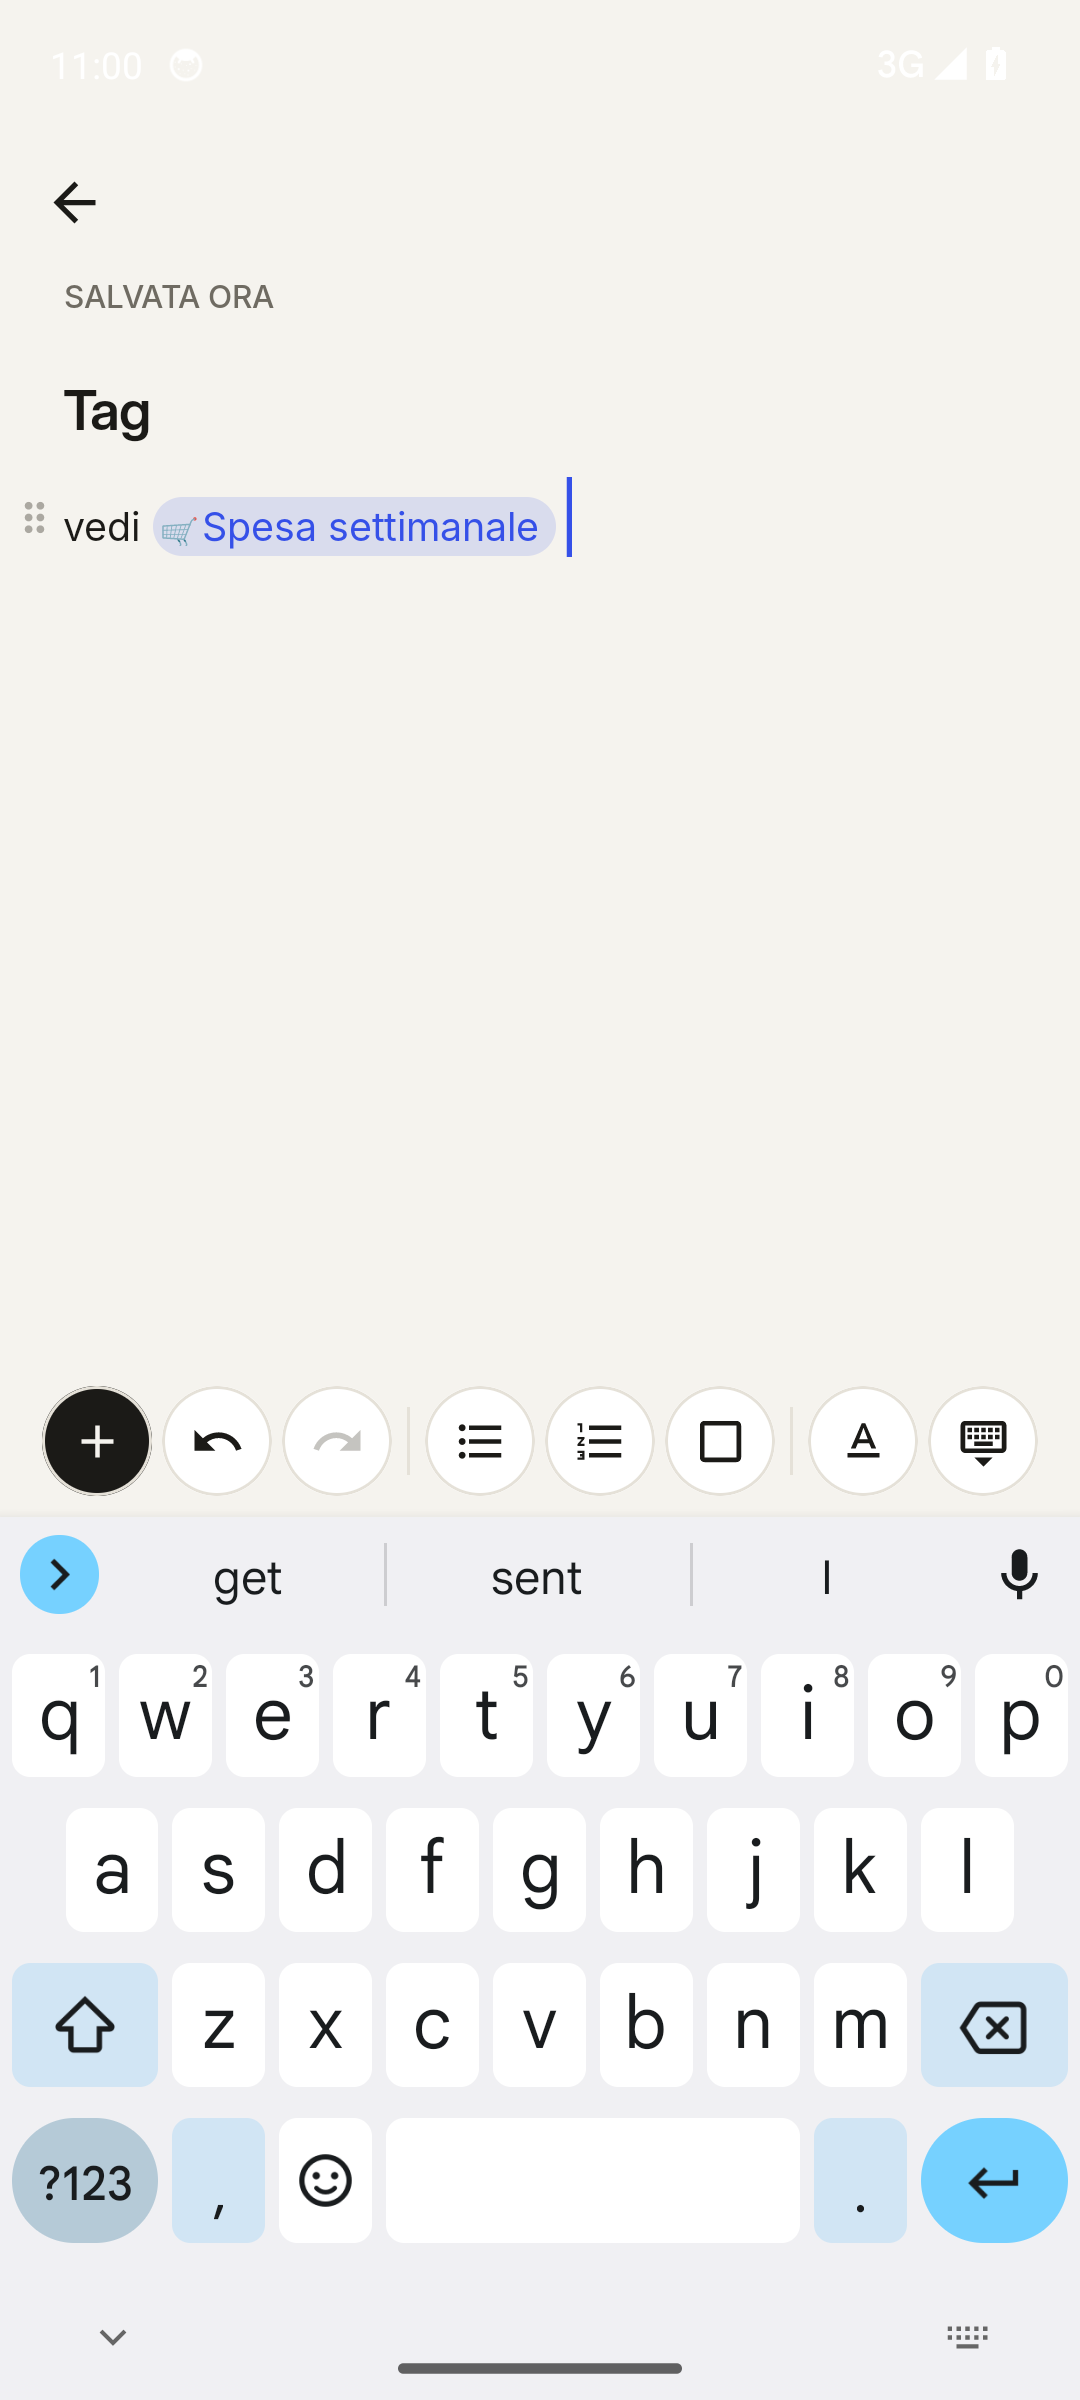 11:00 3G
SALVATA ORA
Tag
vedi 🛒Spesa settimanale
get sent I
q1 w2 e3 r4 t5 y6 u7 i8 o9 p0
a s d f g h j k l
z x c v b n m
?123 , .